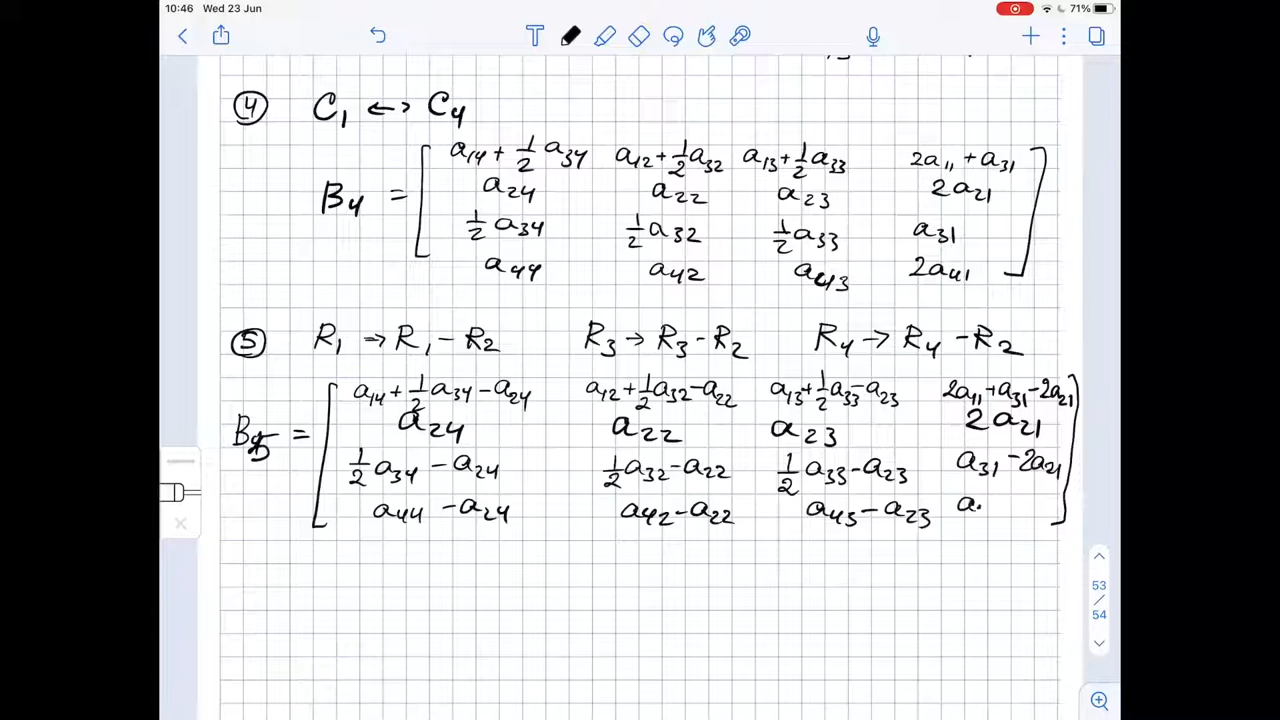 10:46 Wed 23 Jun 71%
④ C₁ ↔ C₄
B₄ = [ a₁₄ + ½ a₃₄ a₁₂ + ½ a₃₂ a₁₃ + ½ a₃₃ 2a₁₁ + a₃₁
a₂₄ a₂₂ a₂₃ 2a₂₁
½ a₃₄ ½ a₃₂ ½ a₃₃ a₃₁
a₄₄ a₄₂ a₄₃ 2a₄₁ ]
⑤ R₁ → R₁ - R₂ R₃ → R₃ - R₂ R₄ → R₄ - R₂
B₅ = [ a₁₄ + ½ a₃₄ - a₂₄ a₁₂ + ½ a₃₂ - a₂₂ a₁₃ + ½ a₃₃ - a₂₃ 2a₁₁ + a₃₁ - 2a₂₁
a₂₄ a₂₂ a₂₃ 2a₂₁
½ a₃₄ - a₂₄ ½ a₃₂ - a₂₂ ½ a₃₃ - a₂₃ a₃₁ - 2a₂₁
a₄₄ - a₂₄ a₄₂ - a₂₂ a₄₃ - a₂₃ a ]
53
/
54